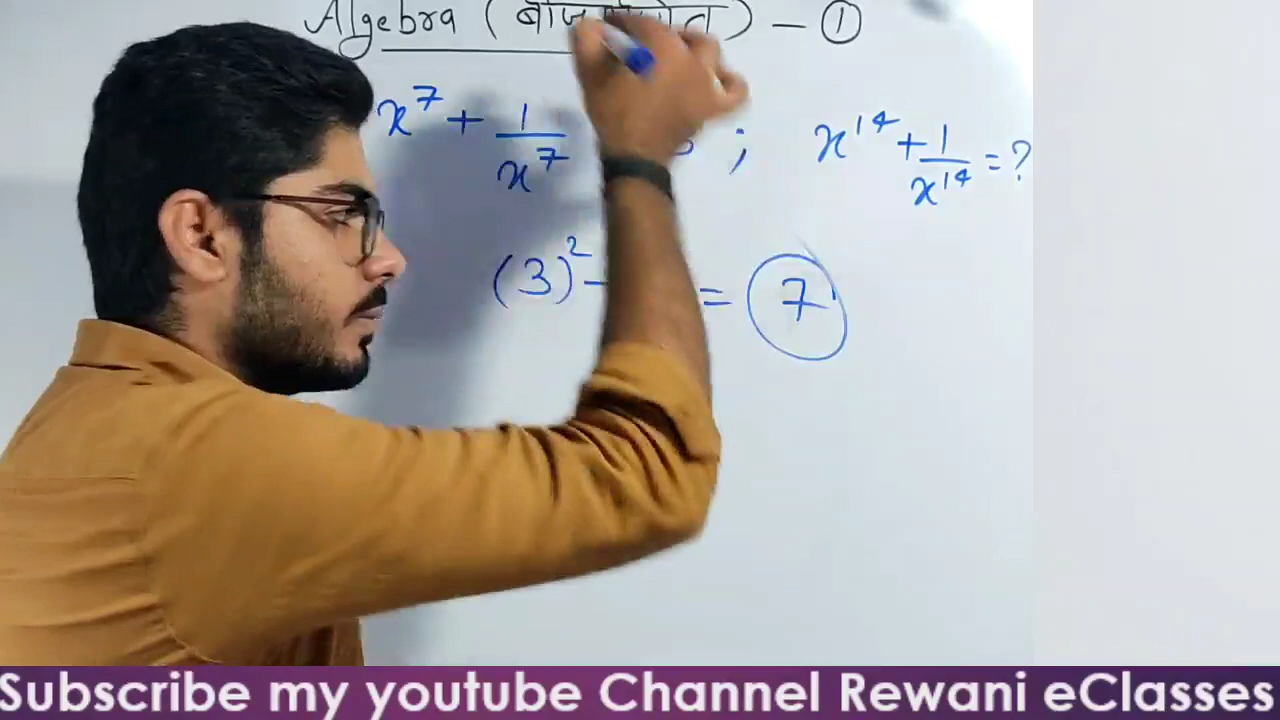 Algebra ( ) – ①
x⁷ + 1/x⁷ ; x¹⁴ + 1/x¹⁴ = ?
(3)² – = 7
Subscribe my youtube Channel Rewani eClasses